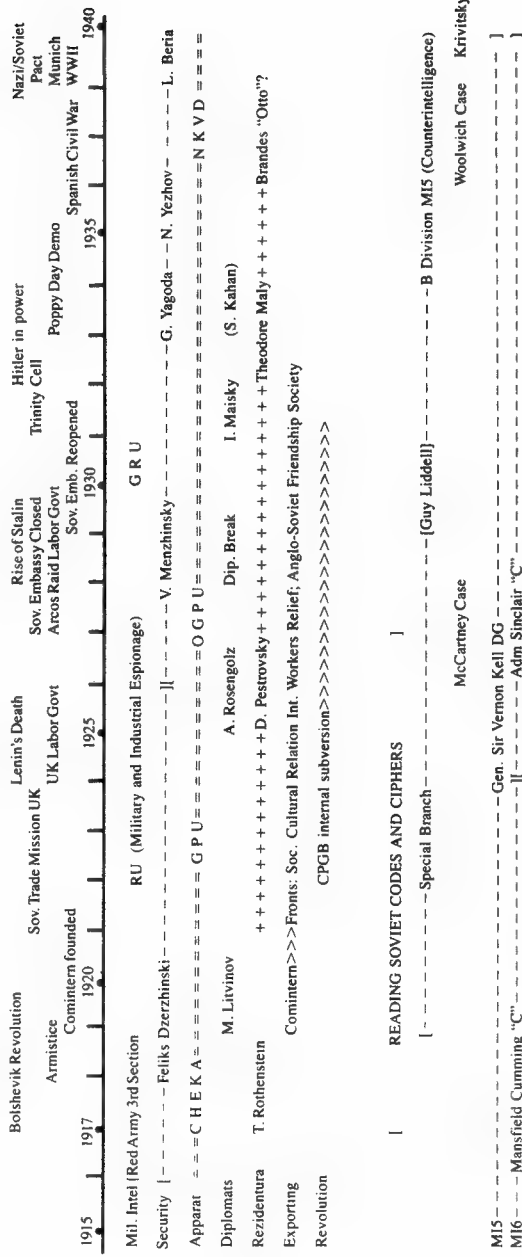 Bolshevik Revolution Lenin's Death Rise of Stalin Hitler in power Nazi/Soviet
Sov. Trade Mission UK Sov. Embassy Closed Trinity Cell Pact
Armistice UK Labor Govt Arcos Raid Labor Govt Poppy Day Demo Munich
Comintern founded Sov. Emb. Reopened Spanish Civil War WWII
1915 1917 1920 1925 1930 1935 1940
Mil. Intel [Red Army 3rd Section RU (Military and Industrial Espionage) G R U
Security [------Feliks Dzerzhinski--------------------][------V. Menzhinsky----------G. Yagoda---N. Yezhov-----L. Beria
Apparat ===C H E K A=============G P U===============O G P U=========================N K V D====
Diplomats M. Litvinov A. Rosengolz Dip. Break I. Maisky (S. Kahan)
Rezidentura T. Rothenstein +++++++++++++D. Pestrovsky++++++++++++++++++Theodore Maly++++++Brandes "Otto"?
Exporting Comintern>>>Fronts: Soc. Cultural Relation Int. Workers Relief; Anglo-Soviet Friendship Society
Revolution CPGB internal subversion>>>>>>>>>>>>>>>>>>>>>>>>>>>>>>
[ READING SOVIET CODES AND CIPHERS ]
[--------Special Branch--------------------[Guy Liddell]------------B Division MI5 (Counterintelligence)
McCartney Case Woolwich Case Krivitsky
MI5--------------------------Gen. Sir Vernon Kell DG--------------------------------------]
MI6---Mansfield Cumming "C"----------------][------Adm Sinclair "C"--------------------------]